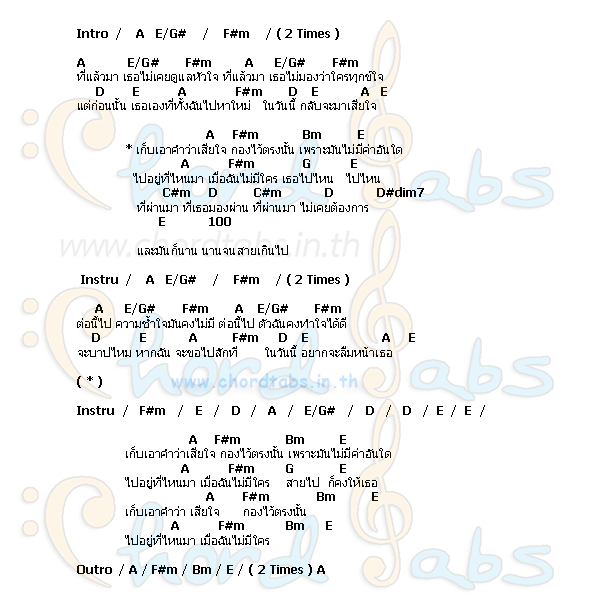 Intro / A E/G# / F#m / ( 2 Times )
A E/G# F#m A E/G# F#m
ที่แล้วมา เธอไม่เคยดูแลหัวใจ ที่แล้วมา เธอไม่มองว่าใครทุกข์ใจ
D E A F#m D E A E
แต่ก่อนนั้น เธอเองที่ทิ้งฉันไปหาใหม่ ในวันนี้ กลับจะมาเสียใจ
A F#m Bm E
* เก็บเอาคำว่าเสียใจ กองไว้ตรงนั้น เพราะมันไม่มีค่าอันใด
A F#m G E
ไปอยู่ที่ไหนมา เมื่อฉันไม่มีใคร เธอไปไหน ไปไหน
C#m D C#m D D#dim7
ที่ผ่านมา ที่เธอมองผ่าน ที่ผ่านมา ไม่เคยต้องการ
E 100
และมันก็นาน นานจนสายเกินไป
www.chordtabs.in.th
Instru / A E/G# / F#m / ( 2 Times )
A E/G# F#m A E/G# F#m
ต่อนี้ไป ความช้ำใจมันคงไม่มี ต่อนี้ไป ตัวฉันคงทำใจได้ดี
D E A F#m D E A E
จะบาปไหม หากฉัน จะขอไปสักที ในวันนี้ อยากจะลืมหน้าเธอ
( * )
www.chordtabs.in.th
Instru / F#m / E / D / A / E/G# / D / D / E / E /
A F#m Bm E
เก็บเอาคำว่าเสียใจ กองไว้ตรงนั้น เพราะมันไม่มีค่าอันใด
A F#m G E
ไปอยู่ที่ไหนมา เมื่อฉันไม่มีใคร สายไป ก็คงให้เธอ
A F#m Bm E
เก็บเอาคำว่า เสียใจ กองไว้ตรงนั้น
A F#m Bm E
ไปอยู่ที่ไหนมา เมื่อฉันไม่มีใคร
Outro / A / F#m / Bm / E / ( 2 Times ) A